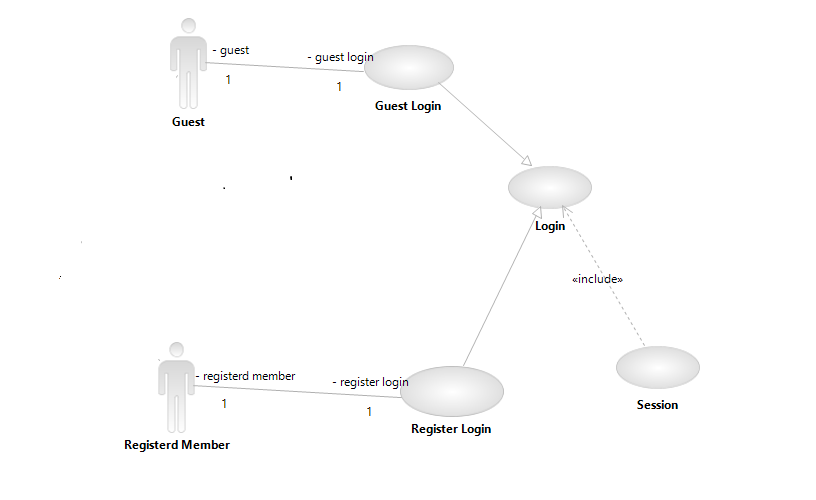 - guest
- guest login
1
1
Guest
Guest Login
Login
«include»
- registerd member
- register login
1
1
Session
Register Login
Registerd Member